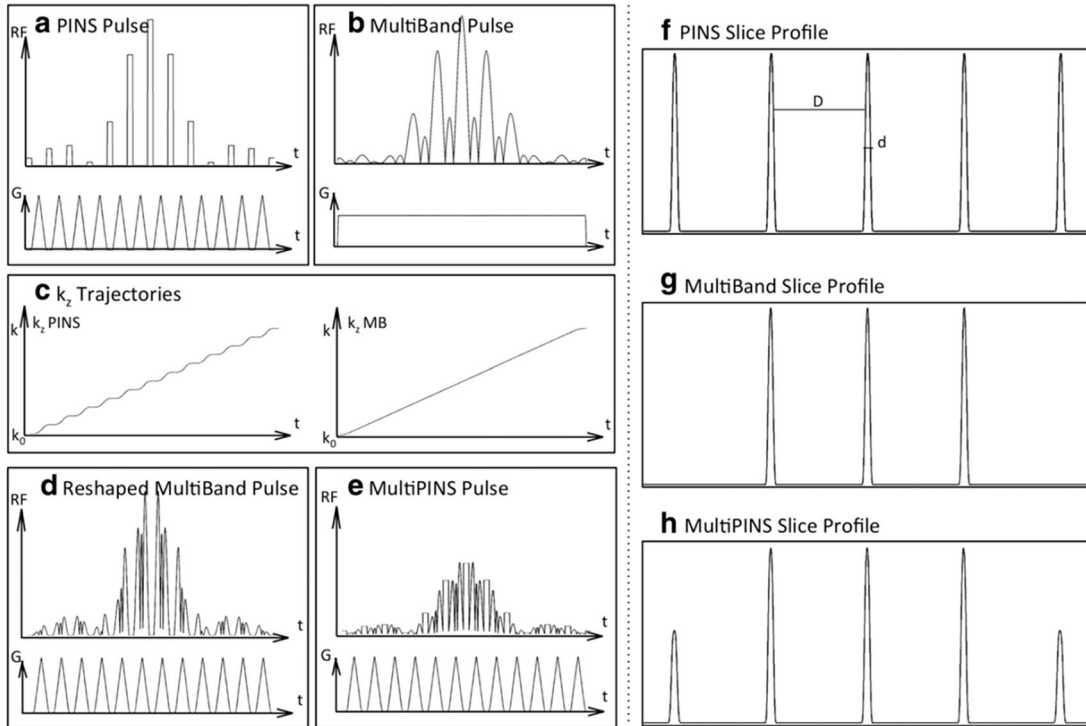 a PINS Pulse
RF
t
G
t
b MultiBand Pulse
RF
t
G
t
c kz Trajectories
k
kz PINS
k0
t
k
kz MB
k0
t
d Reshaped MultiBand Pulse
RF
t
G
t
e MultiPINS Pulse
RF
t
G
t
f PINS Slice Profile
D
d
g MultiBand Slice Profile
h MultiPINS Slice Profile